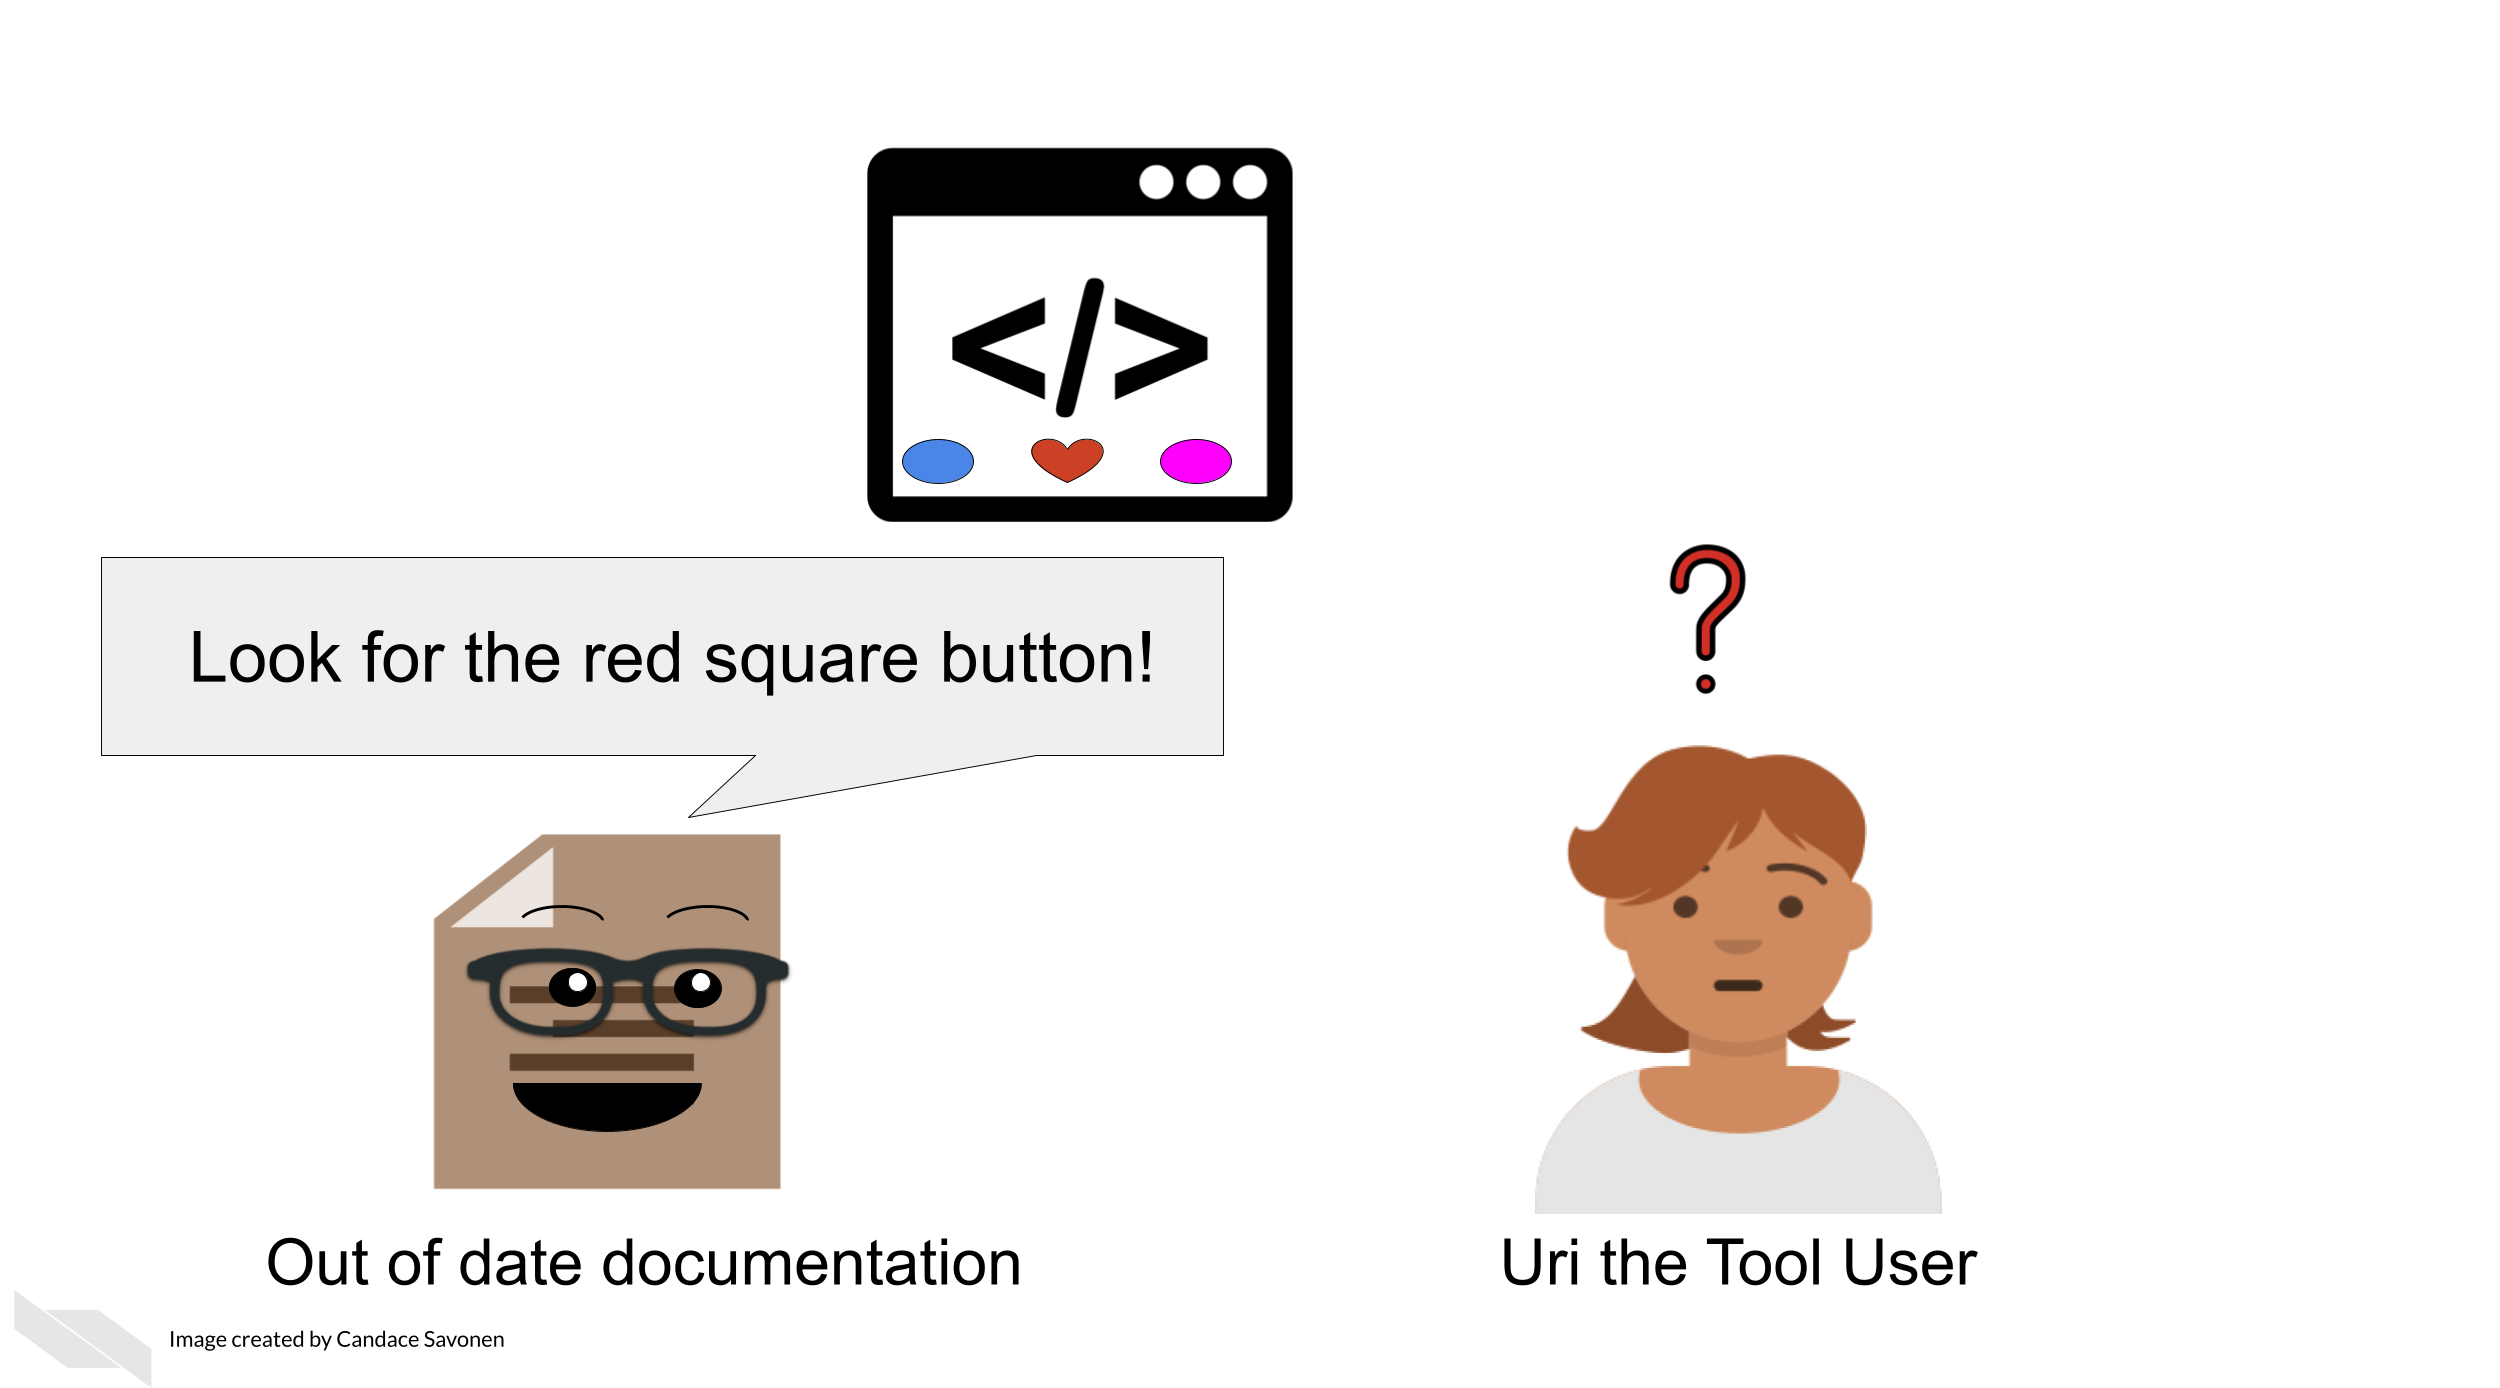 </>
Look for the red square button!
?
Out of date documentation
Uri the Tool User
Image created by Candace Savonen